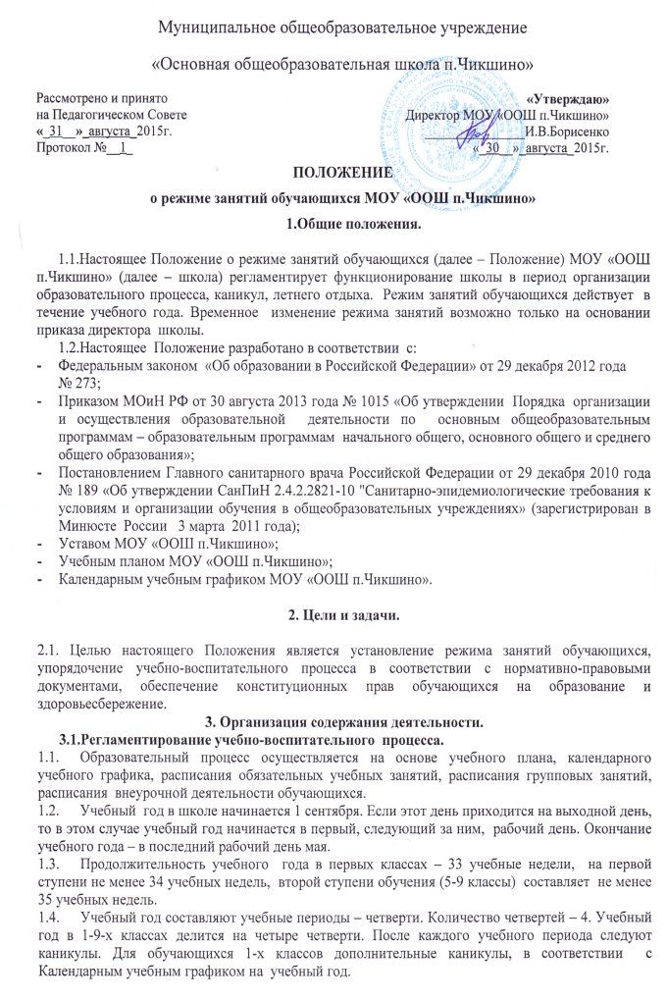 Муниципальное общеобразовательное учреждение
«Основная общеобразовательная школа п.Чикшино»
Рассмотрено и принято
на Педагогическом Совете
«_31__»_августа_2015г.
Протокол №__1_
«Утверждаю»
Директор МОУ «ООШ п.Чикшино»
______________И.В.Борисенко
«_30__»_августа_2015г.
ПОЛОЖЕНИЕ
о режиме занятий обучающихся МОУ «ООШ п.Чикшино»
1.Общие положения.
1.1.Настоящее Положение о режиме занятий обучающихся (далее – Положение) МОУ «ООШ
п.Чикшино» (далее – школа) регламентирует функционирование школы в период организации
образовательного процесса, каникул, летнего отдыха. Режим занятий обучающихся действует в
течение учебного года. Временное изменение режима занятий возможно только на основании
приказа директора школы.
1.2.Настоящее Положение разработано в соответствии с:
- Федеральным законом «Об образовании в Российской Федерации» от 29 декабря 2012 года
№ 273;
- Приказом МОиН РФ от 30 августа 2013 года № 1015 «Об утверждении Порядка организации
и осуществления образовательной деятельности по основным общеобразовательным
программам – образовательным программам начального общего, основного общего и среднего
общего образования»;
- Постановлением Главного санитарного врача Российской Федерации от 29 декабря 2010 года
№ 189 «Об утверждении СанПиН 2.4.2.2821-10 "Санитарно-эпидемиологические требования к
условиям и организации обучения в общеобразовательных учреждениях» (зарегистрирован в
Минюсте России 3 марта 2011 года);
- Уставом МОУ «ООШ п.Чикшино»;
- Учебным планом МОУ «ООШ п.Чикшино»;
- Календарным учебным графиком МОУ «ООШ п.Чикшино».
2. Цели и задачи.
2.1. Целью настоящего Положения является установление режима занятий обучающихся,
упорядочение учебно-воспитательного процесса в соответствии с нормативно-правовыми
документами, обеспечение конституционных прав обучающихся на образование и
здоровьесбережение.
3. Организация содержания деятельности.
3.1.Регламентирование учебно-воспитательного процесса.
1.1. Образовательный процесс осуществляется на основе учебного плана, календарного
учебного графика, расписания обязательных учебных занятий, расписания групповых занятий,
расписания внеурочной деятельности обучающихся.
1.2. Учебный год в школе начинается 1 сентября. Если этот день приходится на выходной день,
то в этом случае учебный год начинается в первый, следующий за ним, рабочий день. Окончание
учебного года – в последний рабочий день мая.
1.3. Продолжительность учебного года в первых классах – 33 учебные недели, на первой
ступени не менее 34 учебных недель, второй ступени обучения (5-9 классы) составляет не менее
35 учебных недель.
1.4. Учебный год составляют учебные периоды – четверти. Количество четвертей – 4. Учебный
год в 1-9-х классах делится на четыре четверти. После каждого учебного периода следуют
каникулы. Для обучающихся 1-х классов дополнительные каникулы, в соответствии с
Календарным учебным графиком на учебный год.